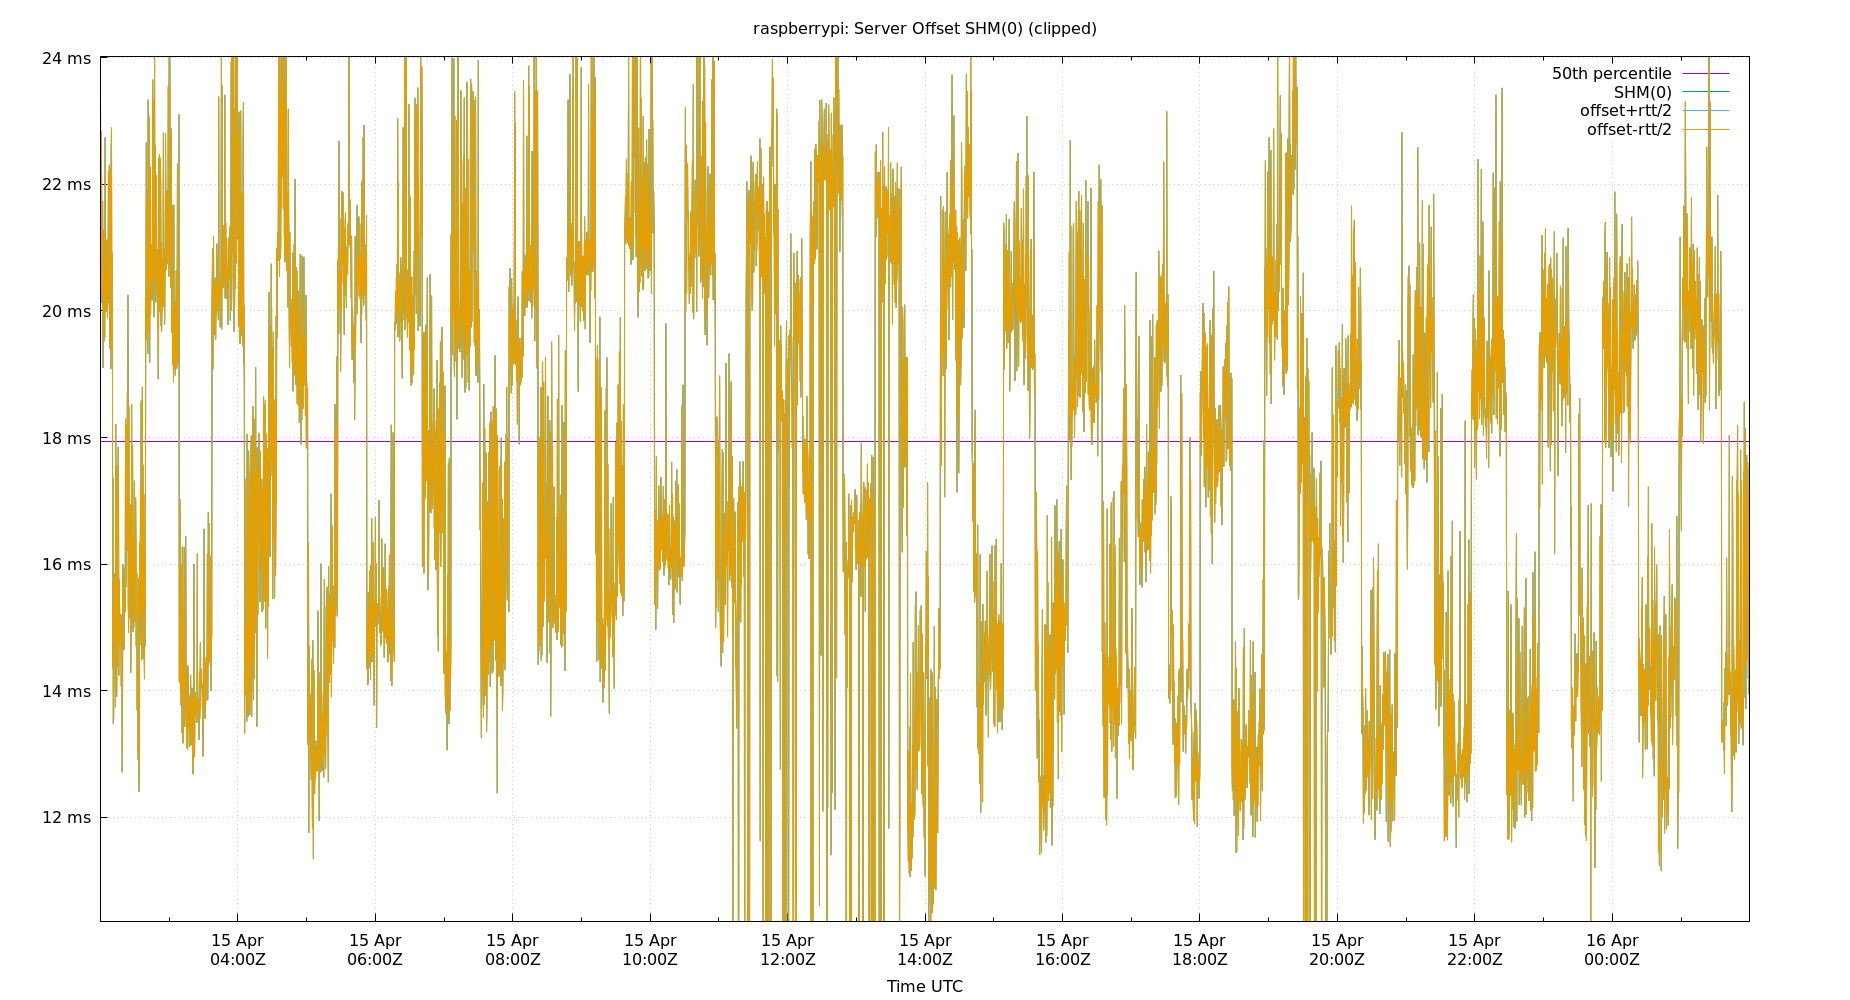 raspberrypi: Server Offset SHM(0) (clipped)
24 ms
22 ms
20 ms
18 ms
16 ms
14 ms
12 ms
50th percentile
SHM(0)
offset+rtt/2
offset-rtt/2
15 Apr 15 Apr 15 Apr 15 Apr 15 Apr 15 Apr 15 Apr 15 Apr 15 Apr 15 Apr 16 Apr
04:00Z 06:00Z 08:00Z 10:00Z 12:00Z 14:00Z 16:00Z 18:00Z 20:00Z 22:00Z 00:00Z
Time UTC